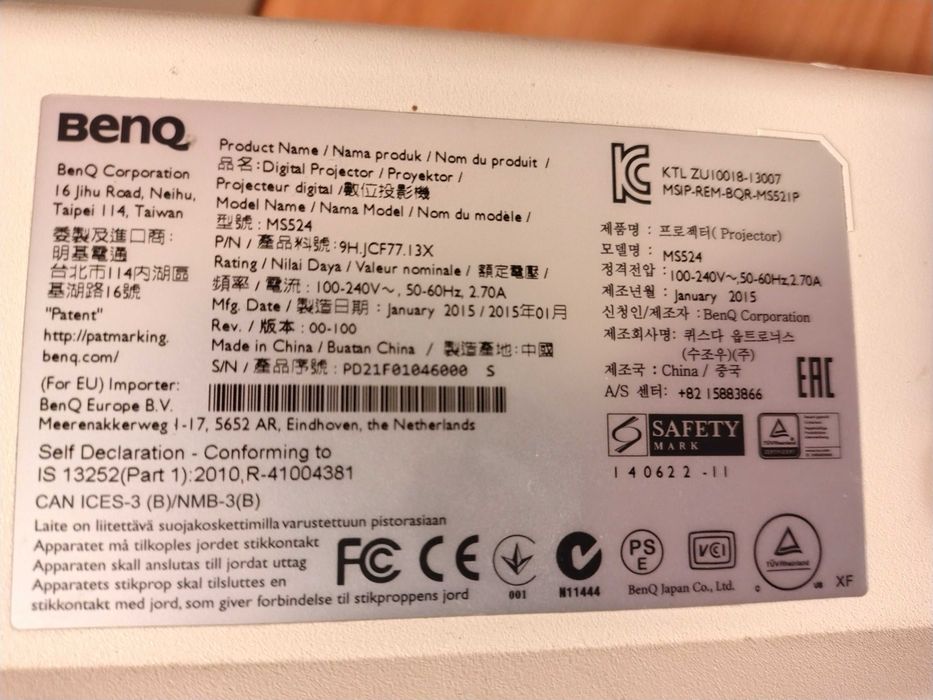 BenQ
BenQ Corporation
16 Jihu Road, Neihu,
Taipei 114, Taiwan
委製及進口商:
明基電通
台北市114內湖區
基湖路16號
"Patent"
http://patmarking.
benq.com/
(For EU) Importer:
BenQ Europe B.V.
Meerenakkerweg 1-17, 5652 AR, Eindhoven, the Netherlands
Product Name / Nama produk / Nom du produit /
品名:Digital Projector / Proyektor /
Projecteur digital /數位投影機
Model Name / Nama Model / Nom du modèle /
型號: MS524
P/N / 產品料號:9H.JCF77.13X
Rating / Nilai Daya / Valeur nominale / 額定電壓/
頻率 / 電流: 100-240V~, 50-60Hz, 2.70A
Mfg. Date / 製造日期: January 2015 / 2015年01月
Rev. / 版本: 00-100
Made in China / Buatan China / 製造產地:中國
S/N / 產品序號: PD21F01046000 S
Self Declaration - Conforming to
IS 13252(Part 1):2010,R-41004381
CAN ICES-3 (B)/NMB-3(B)
Laite on liitettävä suojakoskettimilla varustettuun pistorasiaan
Apparatet må tilkoples jordet stikkontakt
Apparaten skall anslutas till jordat uttag
Apparatets stikprop skal tilsluttes en
stikkontakt med jord, som giver forbindelse til stikproppens jord
KTL ZU10018-13007
MSIP-REM-BQR-MS521P
제품명 : 프로젝터( Projector)
모델명 : MS524
정격전압 : 100-240V~,50-60Hz,2.70A
제조년월 : January 2015
신청인/제조자 : BenQ Corporation
제조회사명: 퀴스다 옵트로닉스
(수조우)(주)
제조국 : China / 중국
A/S 센터: +82 15883866
EAC
SAFETY
MARK
140622-11
TÜVRheinland
CERTIFIED
FC CE
001
N11444
PS
E
BenQ Japan Co., Ltd.
VCI
TÜVRheinland
C US
XF